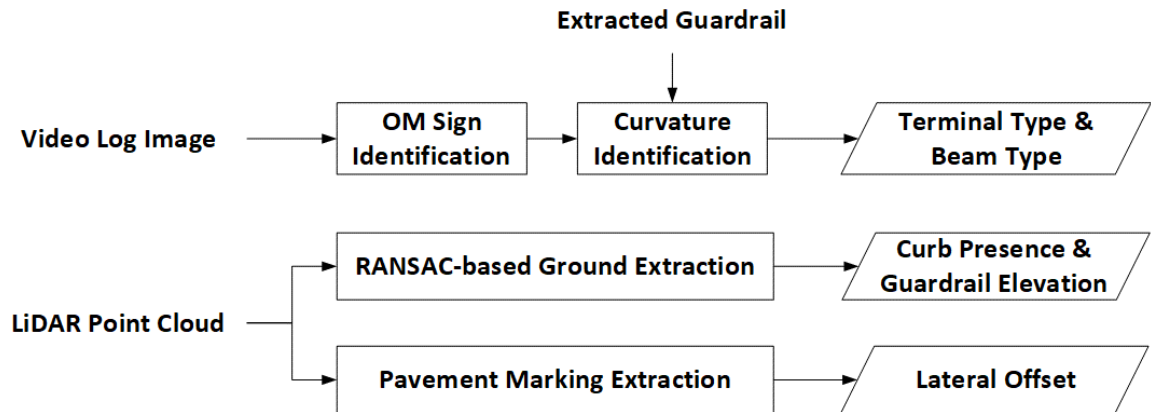 Extracted Guardrail
Video Log Image
OM Sign
Identification
Curvature
Identification
Terminal Type &
Beam Type
LiDAR Point Cloud
RANSAC-based Ground Extraction
Curb Presence &
Guardrail Elevation
Pavement Marking Extraction
Lateral Offset